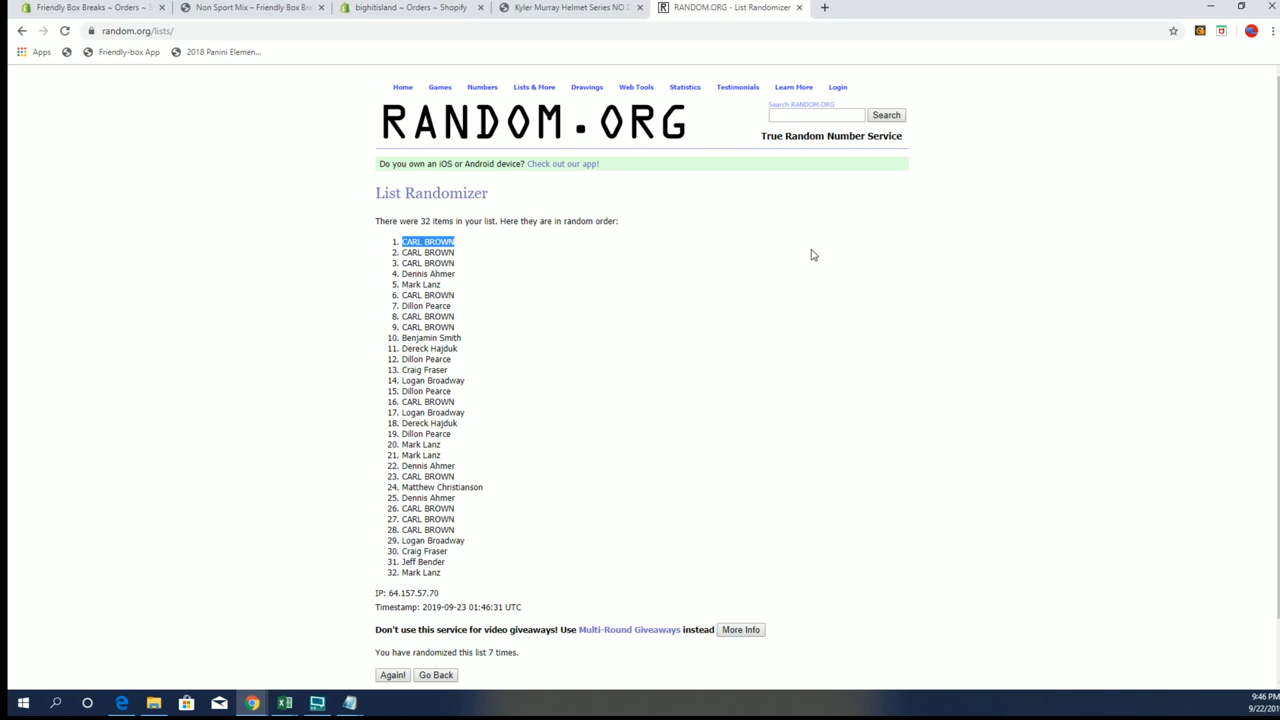 Friendly Box Breaks ~ Orders ~ S
Non Sport Mix – Friendly Box Bre
bighitisland ~ Orders ~ Shopify
Kyler Murray Helmet Series NO D
RANDOM.ORG - List Randomizer
random.org/lists/
Apps
Friendly-box App
2018 Panini Elemen...
Home Games Numbers Lists & More Drawings Web Tools Statistics Testimonials Learn More Login
RANDOM.ORG
Search RANDOM.ORG
Search
True Random Number Service
Do you own an iOS or Android device? Check out our app!
List Randomizer
There were 32 items in your list. Here they are in random order:
1. CARL BROWN
2. CARL BROWN
3. CARL BROWN
4. Dennis Ahmer
5. Mark Lanz
6. CARL BROWN
7. Dillon Pearce
8. CARL BROWN
9. CARL BROWN
10. Benjamin Smith
11. Dereck Hajduk
12. Dillon Pearce
13. Craig Fraser
14. Logan Broadway
15. Dillon Pearce
16. CARL BROWN
17. Logan Broadway
18. Dereck Hajduk
19. Dillon Pearce
20. Mark Lanz
21. Mark Lanz
22. Dennis Ahmer
23. CARL BROWN
24. Matthew Christianson
25. Dennis Ahmer
26. CARL BROWN
27. CARL BROWN
28. CARL BROWN
29. Logan Broadway
30. Craig Fraser
31. Jeff Bender
32. Mark Lanz
IP: 64.157.57.70
Timestamp: 2019-09-23 01:46:31 UTC
Don't use this service for video giveaways! Use Multi-Round Giveaways instead More Info
You have randomized this list 7 times.
Again! Go Back
9:46 PM
9/22/201